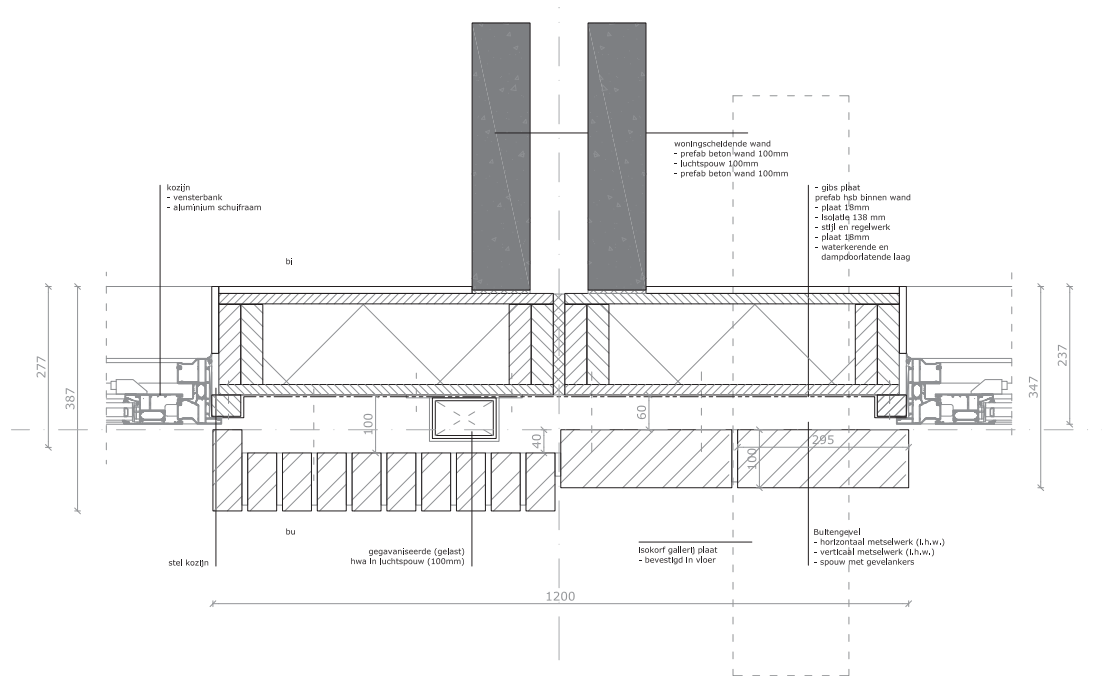 woningscheidende wand
- prefab beton wand 100mm
- luchtspouw 100mm
- prefab beton wand 100mm
kozijn
- vensterbank
- aluminium schuifraam
- gibs plaat
prefab hsb binnen wand
- plaat 18mm
- isolatie 138 mm
- stijl en regelwerk
- plaat 18mm
- waterkerende en
dampdoorlatende laag
bi
277
387
100
40
60
100
295
347
237
bu
stel kozijn
gegavaniseerde (gelast)
hwa in luchtspouw (100mm)
isokorf gallerij plaat
- bevestigd in vloer
Buitengevel
- horizontaal metselwerk (i.h.w.)
- verticaal metselwerk (i.h.w.)
- spouw met gevelankers
1200